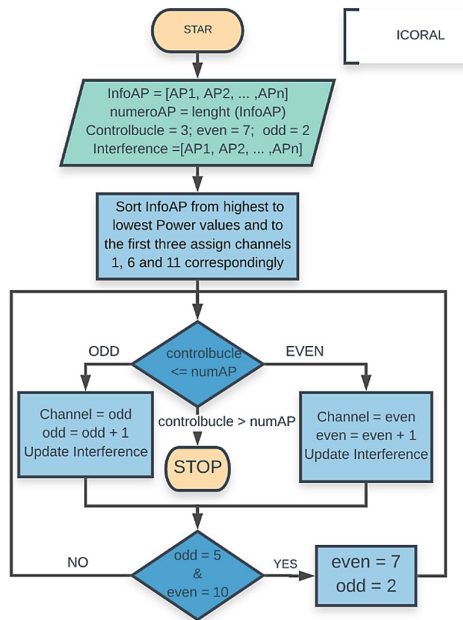 STAR
ICORAL
InfoAP = [AP1, AP2, ... ,APn]
numeroAP = lenght (InfoAP)
Controlbucle = 3; even = 7; odd = 2
Interference =[AP1, AP2, ... ,APn]
Sort InfoAP from highest to
lowest Power values and to
the first three assign channels
1, 6 and 11 correspondingly
ODD
controlbucle
<= numAP
EVEN
Channel = odd
odd = odd + 1
Update Interference
controlbucle > numAP
STOP
Channel = even
even = even + 1
Update Interference
NO
odd = 5
&
even = 10
YES
even = 7
odd = 2